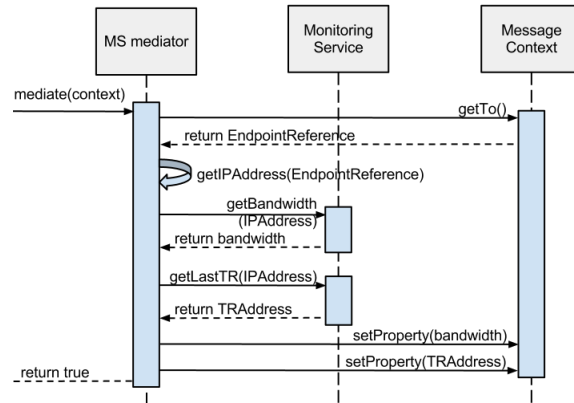 MS mediator
Monitoring
Service
Message
Context
mediate(context)
getTo()
return EndpointReference
getIPAddress(EndpointReference)
getBandwidth
(IPAddress)
return bandwidth
getLastTR(IPAddress)
return TRAddress
setProperty(bandwidth)
setProperty(TRAddress)
return true